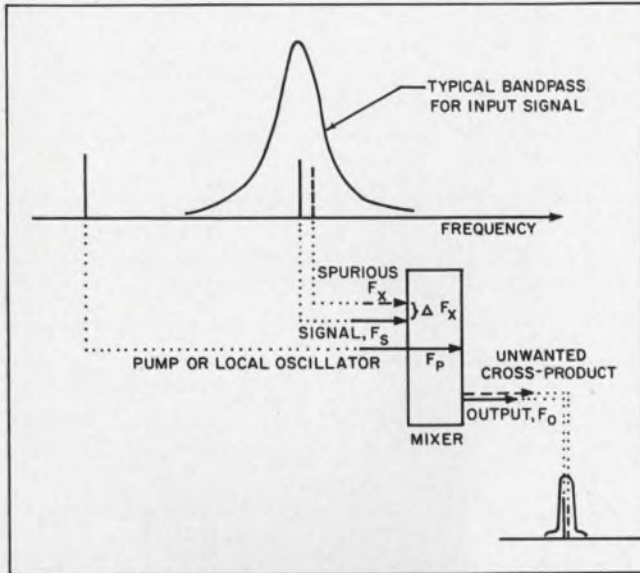 TYPICAL BANDPASS
FOR INPUT SIGNAL
FREQUENCY
SPURIOUS
F_X
} Δ F_X
SIGNAL, F_S
PUMP OR LOCAL OSCILLATOR
F_P
UNWANTED
CROSS-PRODUCT
OUTPUT, F_O
MIXER